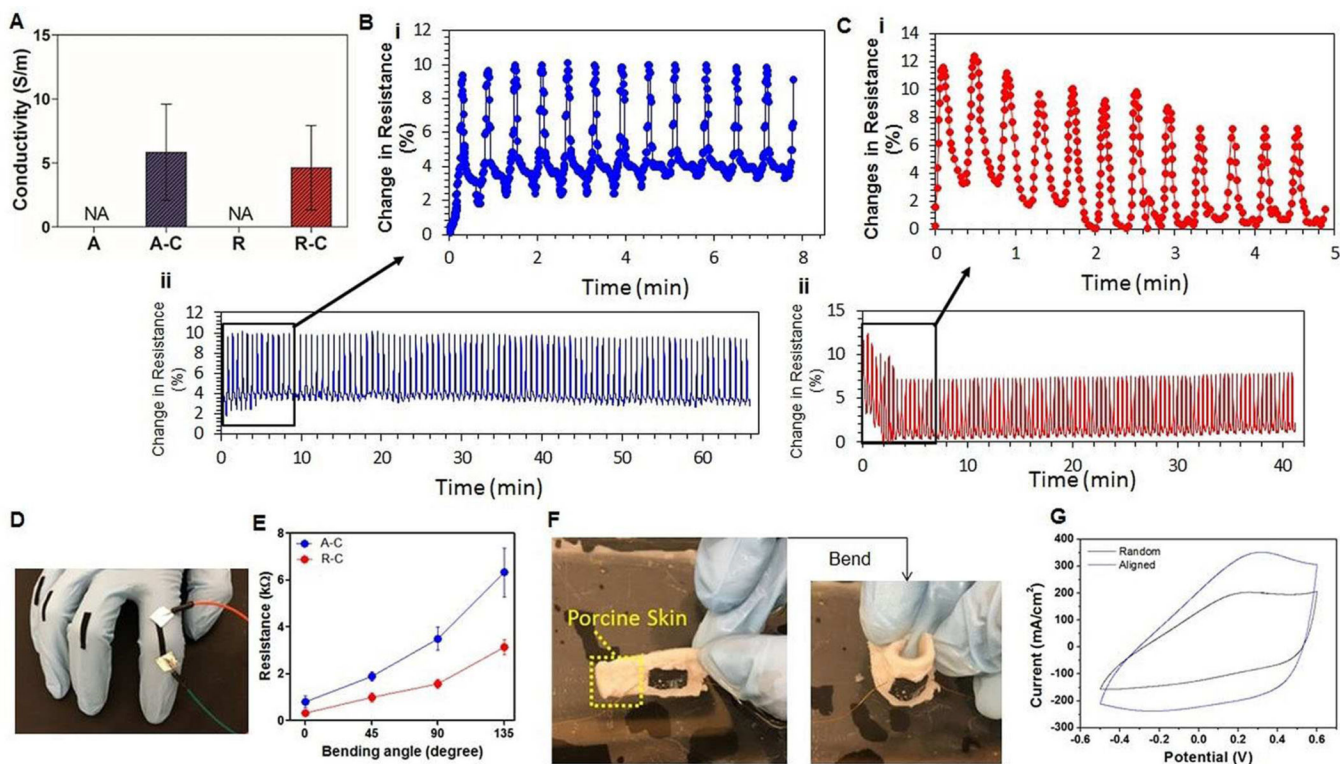 A
Conductivity (S/m)
15
10
5
0
NA
NA
A
A-C
R
R-C
B
i
Change in Resistance
(%)
12
10
8
6
4
2
0
0
2
4
6
8
Time (min)
ii
Change in Resistance
(%)
12
10
8
6
4
2
0
0
10
20
30
40
50
60
Time (min)
C
i
Changes in Resistance
(%)
14
12
10
8
6
4
2
0
0
1
2
3
4
5
Time (min)
ii
Change in Resistance
(%)
15
10
5
0
0
10
20
30
40
Time (min)
D
E
Resistance (kΩ)
8
6
4
2
0
A-C
R-C
0
45
90
135
Bending angle (degree)
F
Porcine Skin
Bend
G
Current (mA/cm²)
400
300
200
100
0
-100
-200
-300
Random
Aligned
-0.6
-0.4
-0.2
0.0
0.2
0.4
0.6
Potential (V)